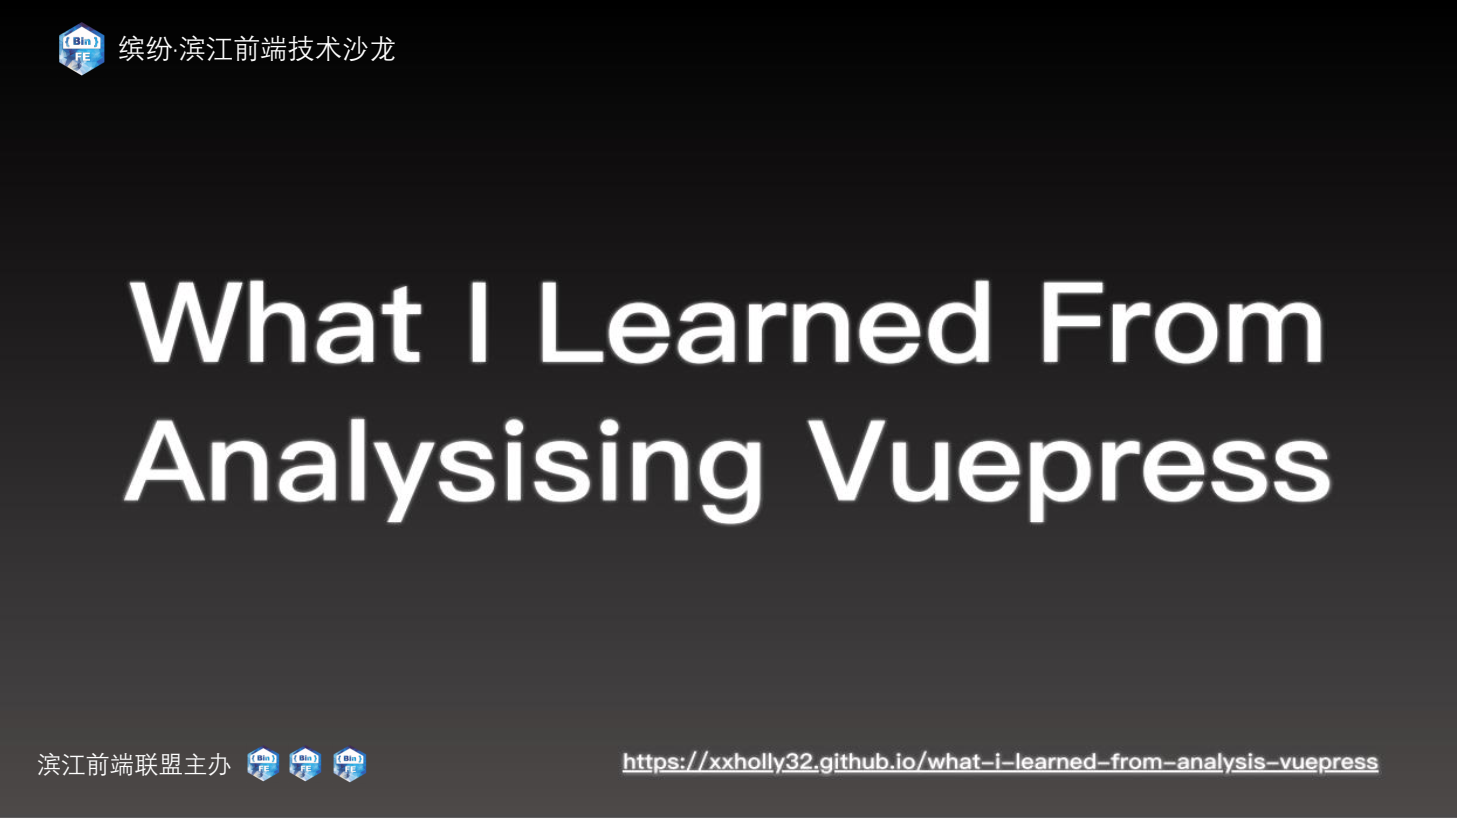 { Bin }
FE
缤纷·滨江前端技术沙龙
What I Learned From
Analysising Vuepress
滨江前端联盟主办
{ Bin }
FE
{ Bin }
FE
{ Bin }
FE
https://xxholly32.github.io/what-i-learned-from-analysis-vuepress